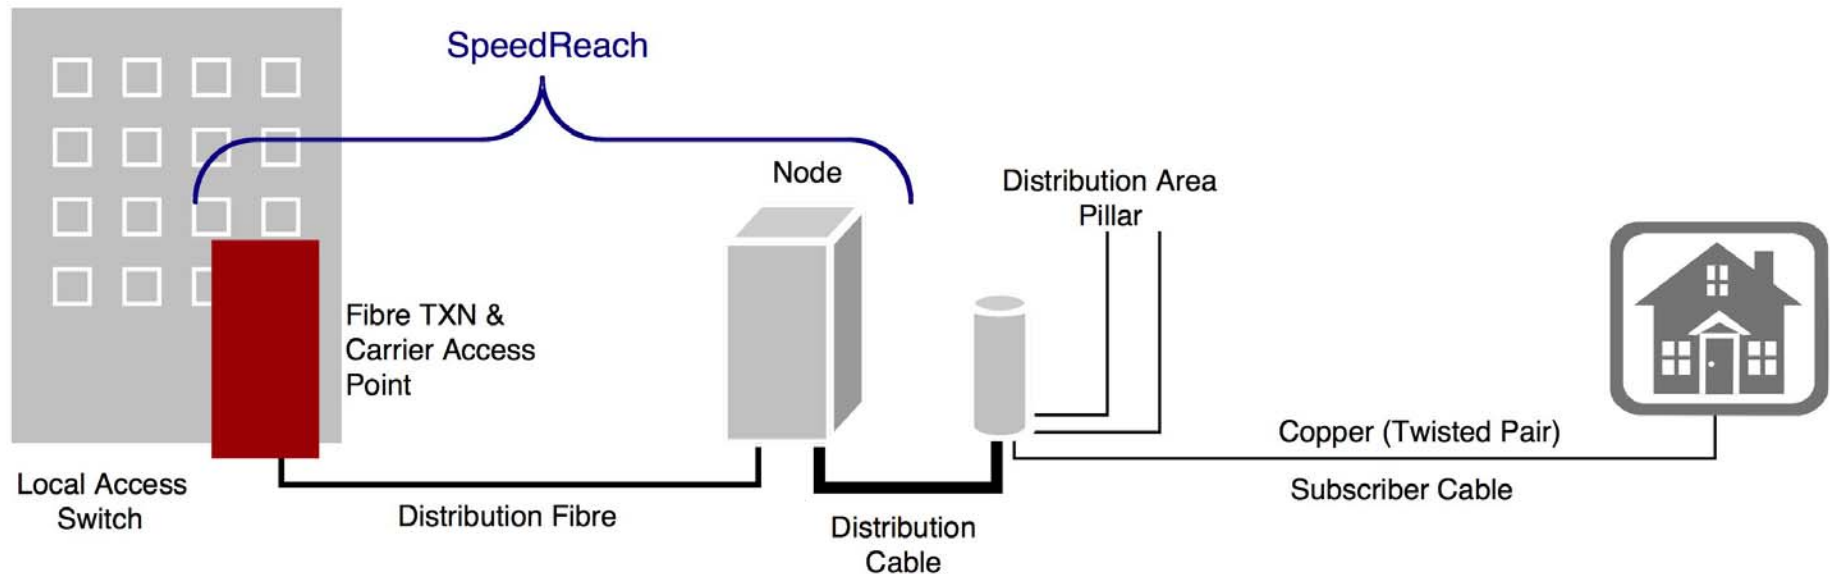 SpeedReach
Node
Distribution Area
Pillar
Fibre TXN &
Carrier Access
Point
Copper (Twisted Pair)
Local Access
Switch
Distribution Fibre
Distribution
Cable
Subscriber Cable